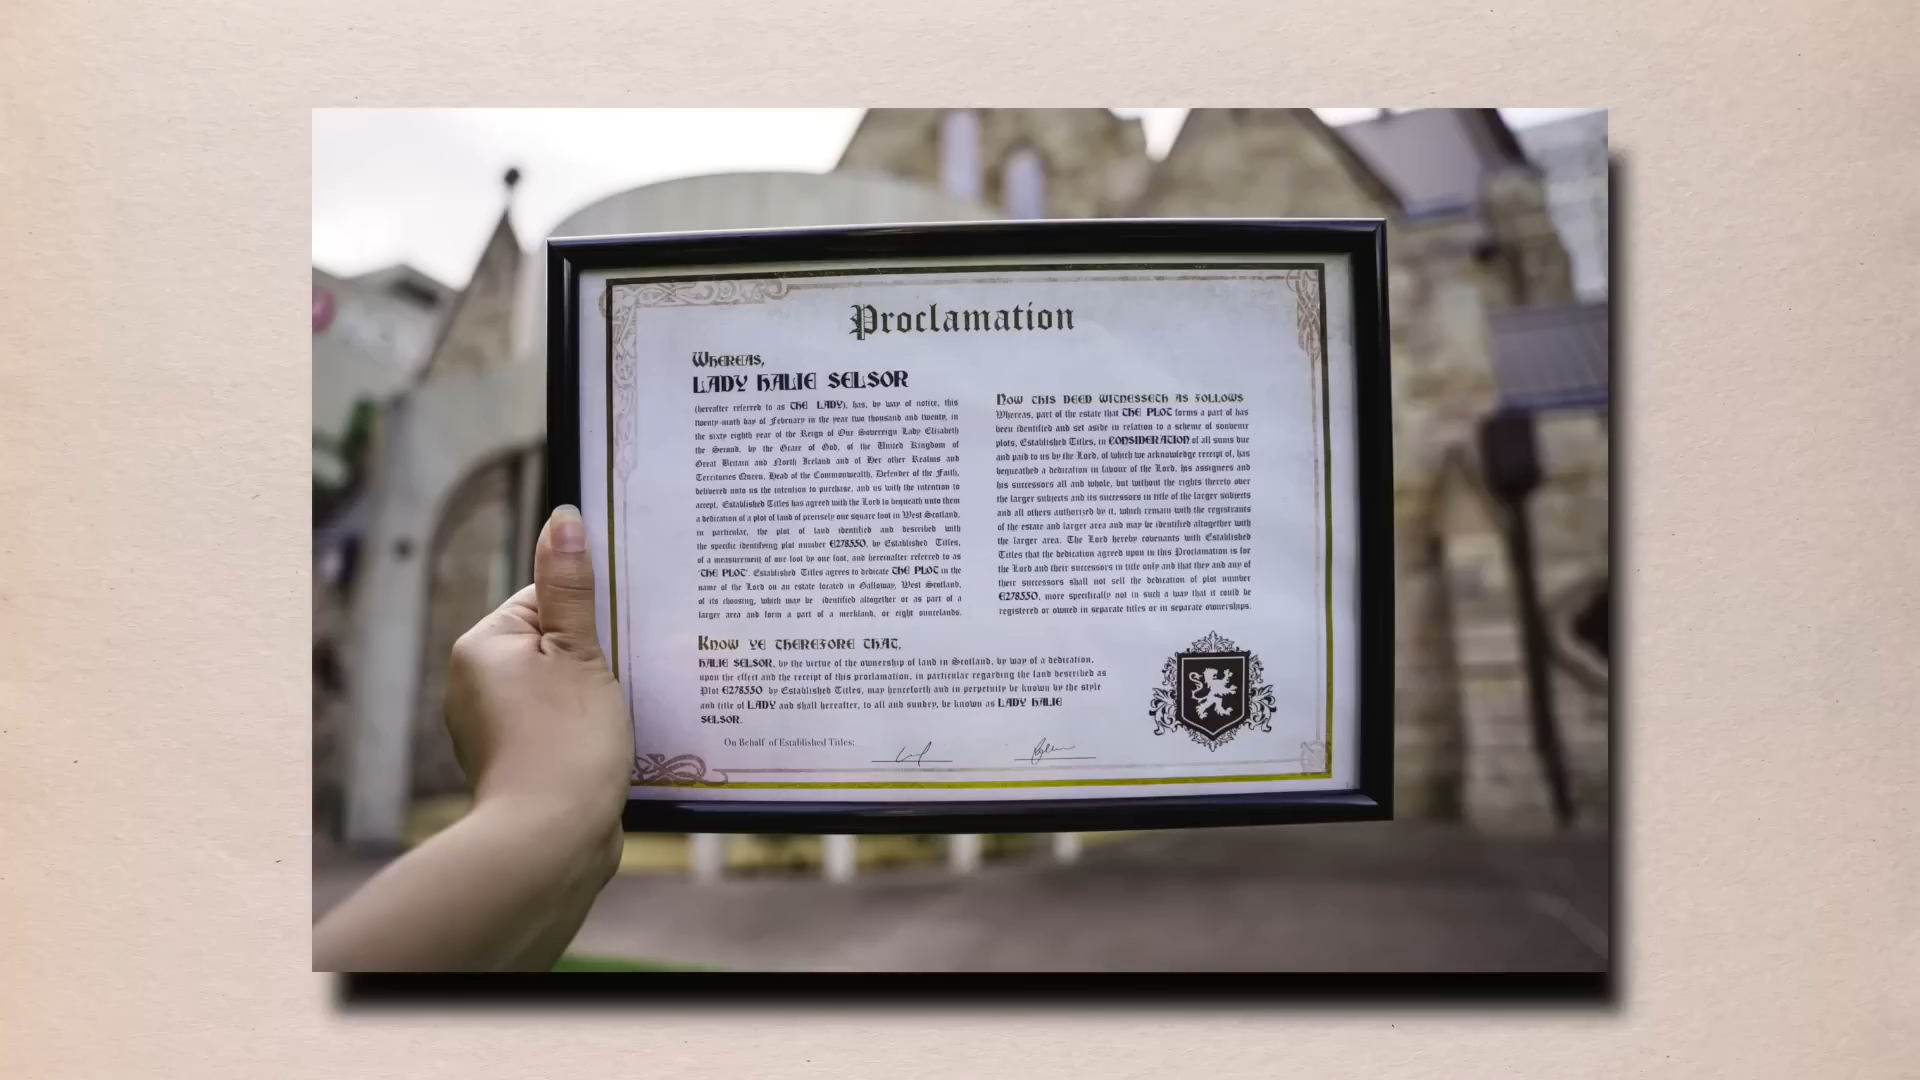 Proclamation
Whereas,
LADY HALIE SELSOR
(hereafter referred to as THE LADY), has, by way of notice, this
twenty-ninth day of February in the year two thousand and twenty, in
the sixty eighth year of the Reign of Our Sovereign Lady Elizabeth
the Second, by the Grace of God, of the United Kingdom of
Great Britain and North Ireland and of Her other Realms and
Territories Queen, Head of the Commonwealth, Defender of the Faith,
delivered unto us the intention to purchase, and us with the intention to
accept, Established Titles has agreed with the Lord to bequeath unto them
a dedication of a plot of land of precisely one square foot in West Scotland,
in particular, the plot of land identified and described with
the specific identifying plot number E278550, by Established Titles,
of a measurement of one foot by one foot, and hereinafter referred to as
'THE PLOT'. Established Titles agrees to dedicate THE PLOT in the
name of the Lord on an estate located in Galloway, West Scotland,
of its choosing, which may be identified altogether or as part of a
larger area and form a part of a merkland, or eight ouncelands.
Now this deed witnesseth as follows
Whereas, part of the estate that THE PLOT forms a part of has
been identified and set aside in relation to a scheme of souvenir
plots, Established Titles, in CONSIDERATION of all sums due
and paid to us by the Lord, of which we acknowledge receipt of, has
bequeathed a dedication in favour of the Lord, his assignees and
his successors all and whole, but without the rights thereto over
the larger subjects and its successors in title of the larger subjects
and all others authorized by it, which remain with the registrants
of the estate and larger area and may be identified altogether with
the larger area. The Lord hereby covenants with Established
Titles that the dedication agreed upon in this Proclamation is for
the Lord and their successors in title only and that they and any of
their successors shall not sell the dedication of plot number
E278550, more specifically not in such a way that it could be
registered or owned in separate titles or in separate ownerships.
Know ye therefore that,
HALIE SELSOR, by the virtue of the ownership of land in Scotland, by way of a dedication,
upon the effect and the receipt of this proclamation, in particular regarding the land described as
Plot E278550 by Established Titles, may henceforth and in perpetuity be known by the style
and title of LADY and shall hereafter, to all and sundry, be known as LADY HALIE
SELSOR.
On Behalf of Established Titles: